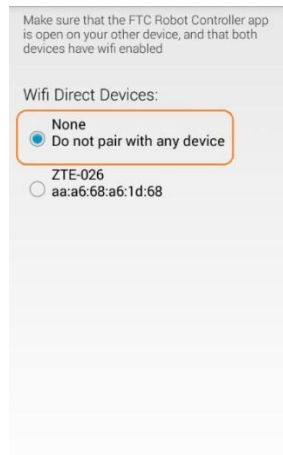 Make sure that the FTC Robot Controller app
is open on your other device, and that both
devices have wifi enabled
Wifi Direct Devices:
None
Do not pair with any device
ZTE-026
aa:a6:68:a6:1d:68